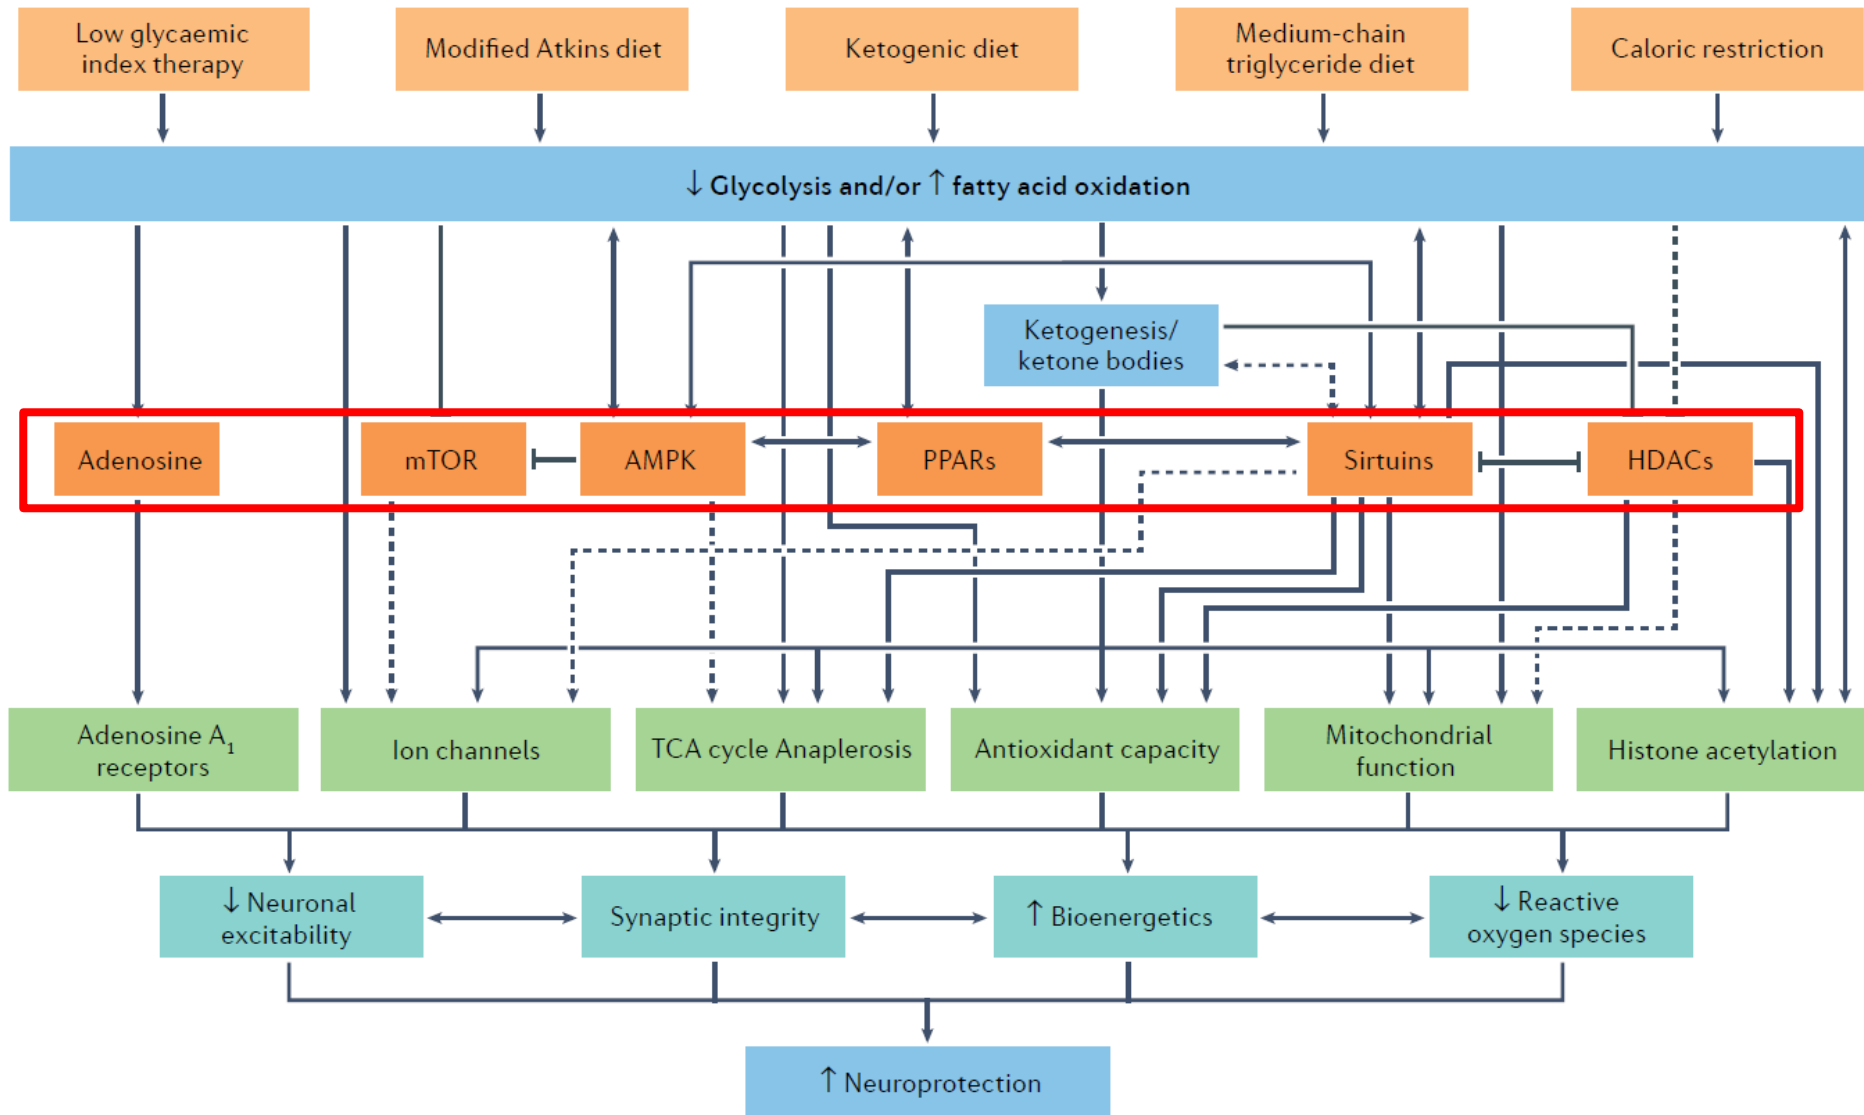 Low glycaemic
index therapy
Modified Atkins diet
Ketogenic diet
Medium-chain
triglyceride diet
Caloric restriction
↓ Glycolysis and/or ↑ fatty acid oxidation
Ketogenesis/
ketone bodies
Adenosine
mTOR
AMPK
PPARs
Sirtuins
HDACs
Adenosine A₁
receptors
Ion channels
TCA cycle Anaplerosis
Antioxidant capacity
Mitochondrial
function
Histone acetylation
↓ Neuronal
excitability
Synaptic integrity
↑ Bioenergetics
↓ Reactive
oxygen species
↑ Neuroprotection